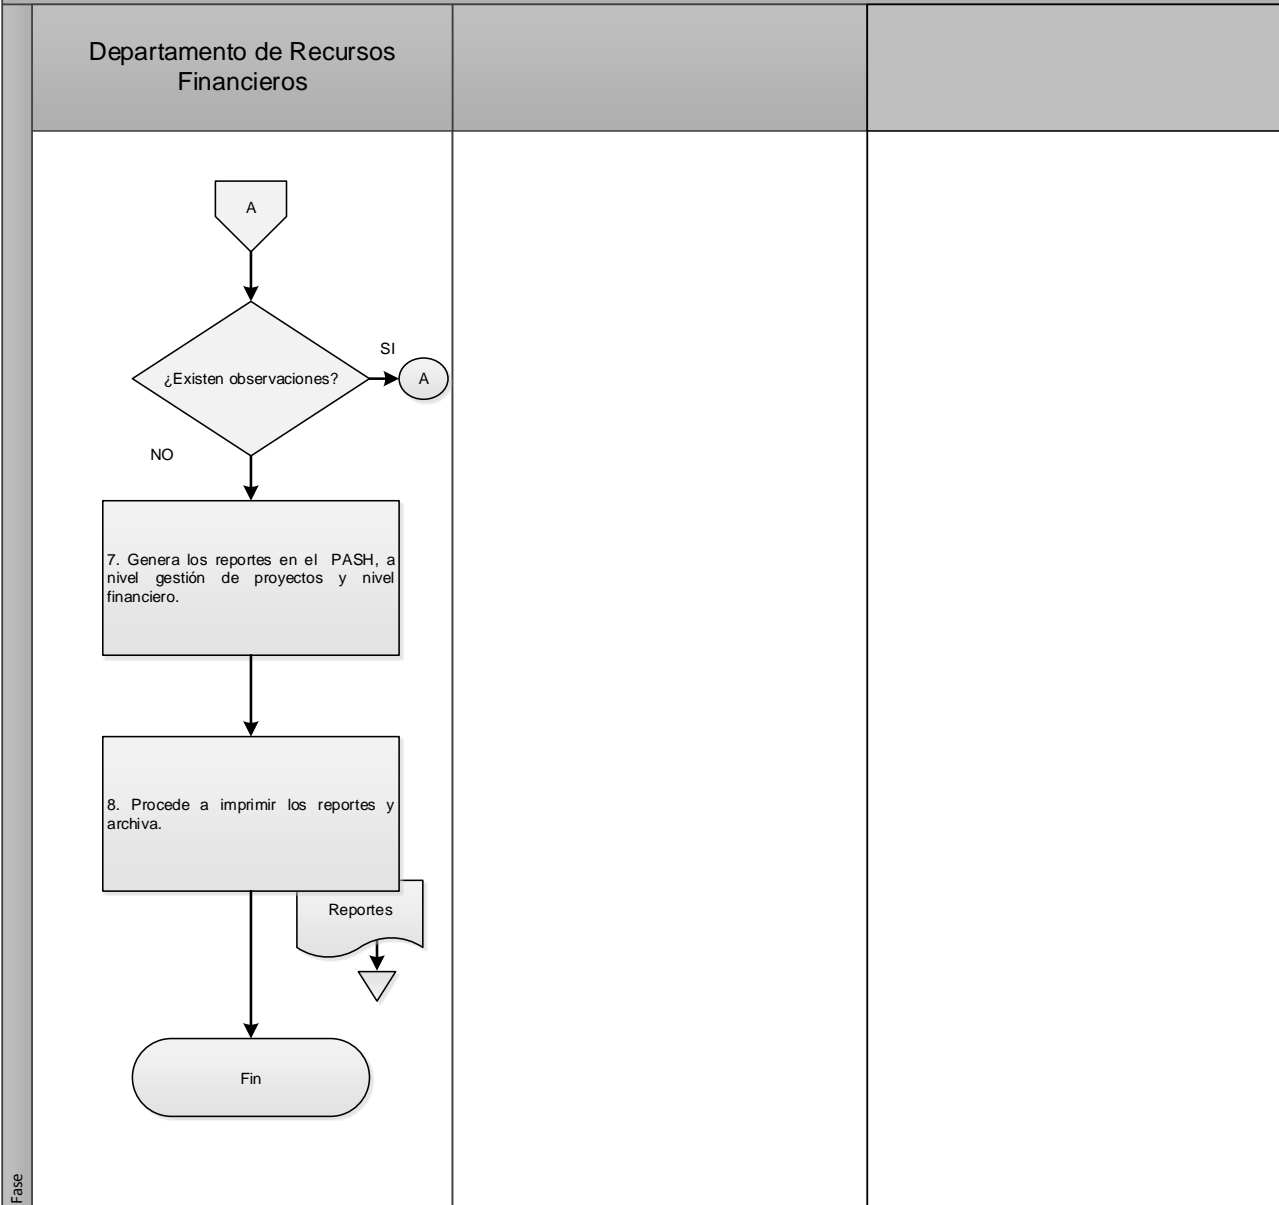 Departamento de Recursos
Financieros
A
¿Existen observaciones?
SI
A
NO
7. Genera los reportes en el PASH, a
nivel gestión de proyectos y nivel
financiero.
8. Procede a imprimir los reportes y
archiva.
Reportes
Fin
Fase